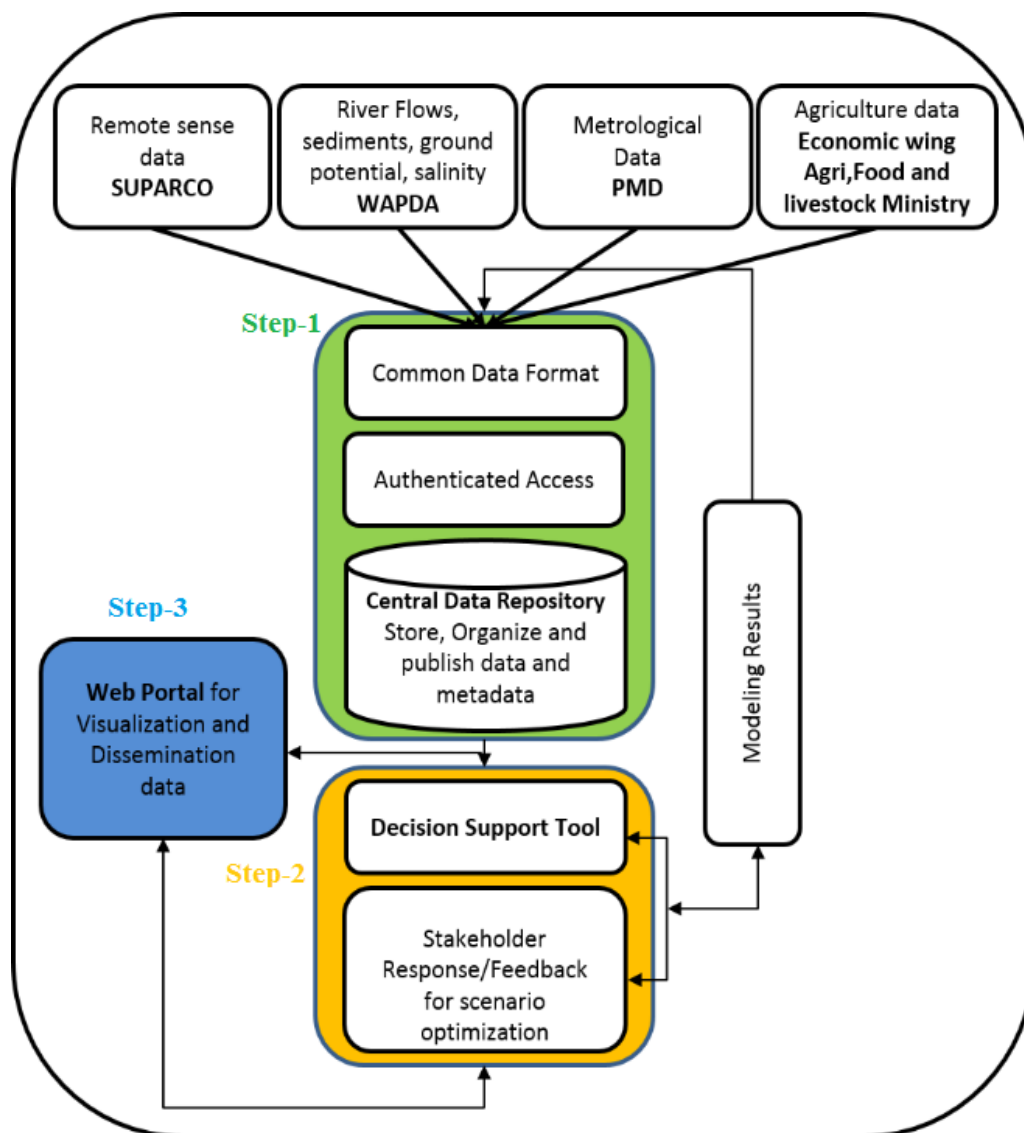 Remote sense
data
SUPARCO
River Flows,
sediments, ground
potential, salinity
WAPDA
Metrological
Data
PMD
Agriculture data
Economic wing
Agri,Food and
livestock Ministry
Step-1
Common Data Format
Authenticated Access
Central Data Repository
Store, Organize and
publish data and
metadata
Modeling Results
Step-3
Web Portal for
Visualization and
Dissemination
data
Step-2
Decision Support Tool
Stakeholder
Response/Feedback
for scenario
optimization